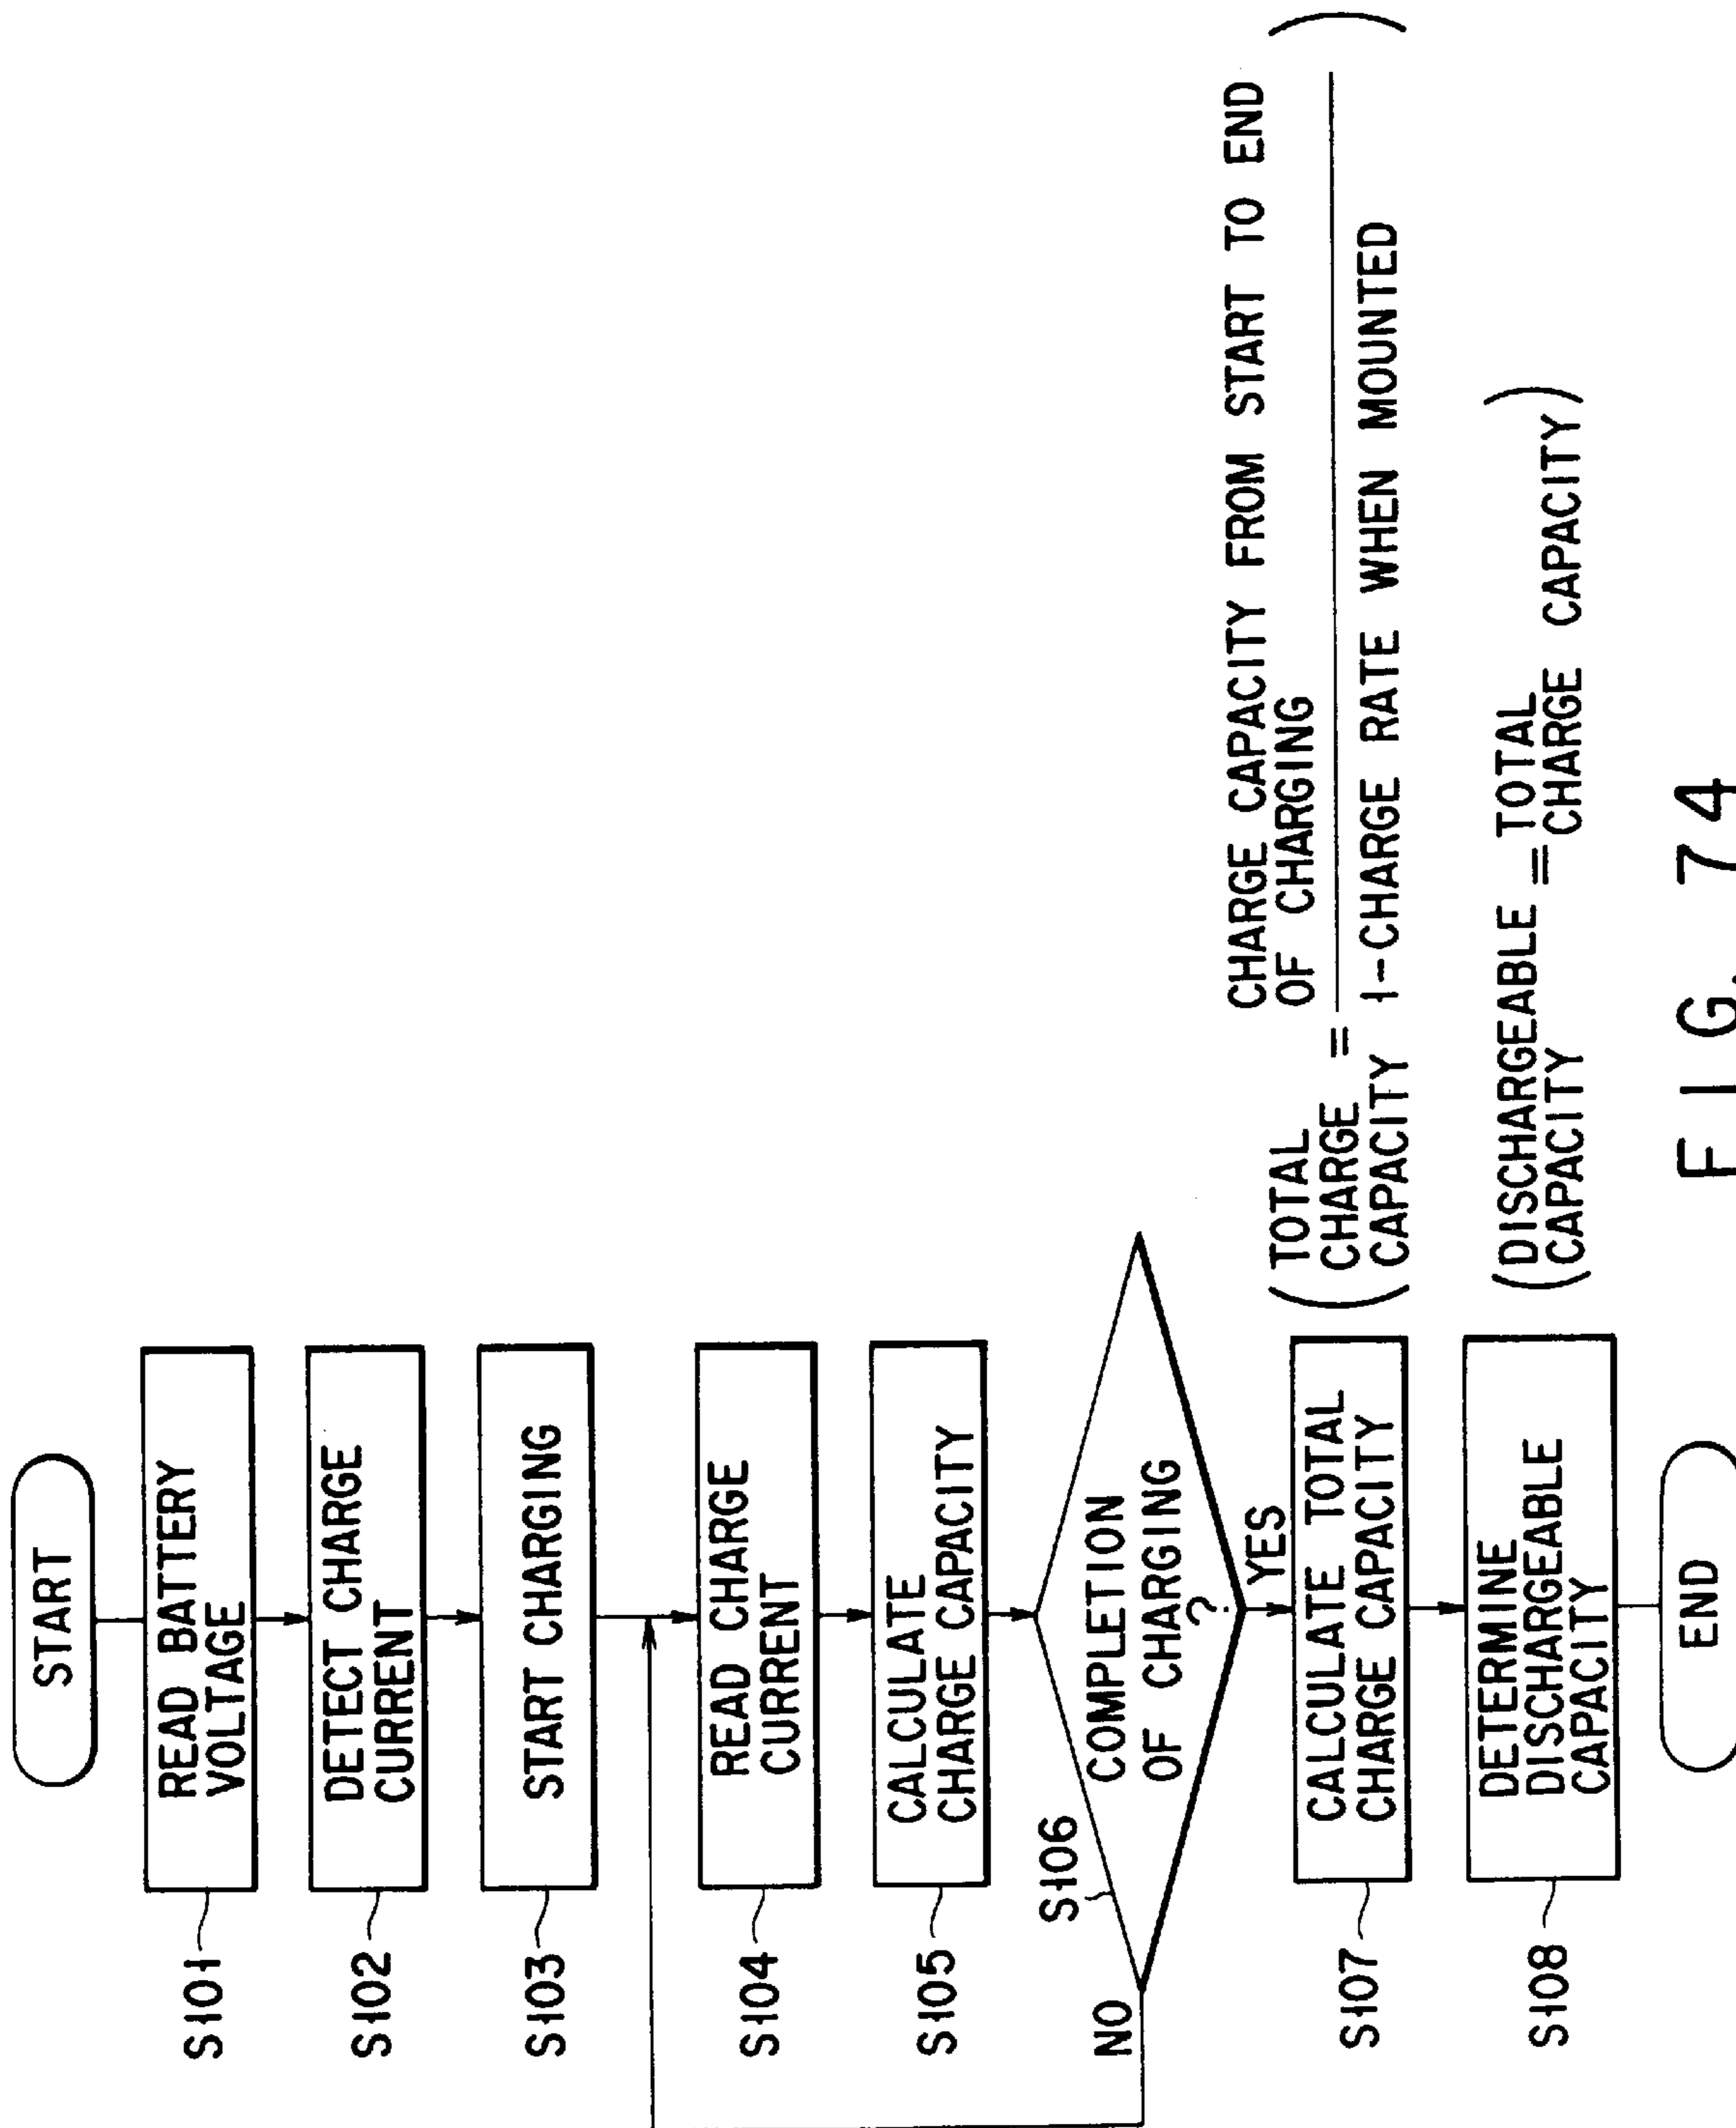 START
S101
READ BATTERY
VOLTAGE
S102
DETECT CHARGE
CURRENT
S103
START CHARGING
S104
READ CHARGE
CURRENT
S105
CALCULATE
CHARGE CAPACITY
S106
COMPLETION
OF CHARGING
?
NO
YES
S107
CALCULATE TOTAL
CHARGE CAPACITY
(TOTAL
CHARGE =
CAPACITY
CHARGE CAPACITY FROM START TO END
OF CHARGING
1-CHARGE RATE WHEN MOUNTED)
S108
DETERMINE
DISCHARGEABLE
CAPACITY
(DISCHARGEABLE = TOTAL
CAPACITY CHARGE CAPACITY)
END
FIG. 74